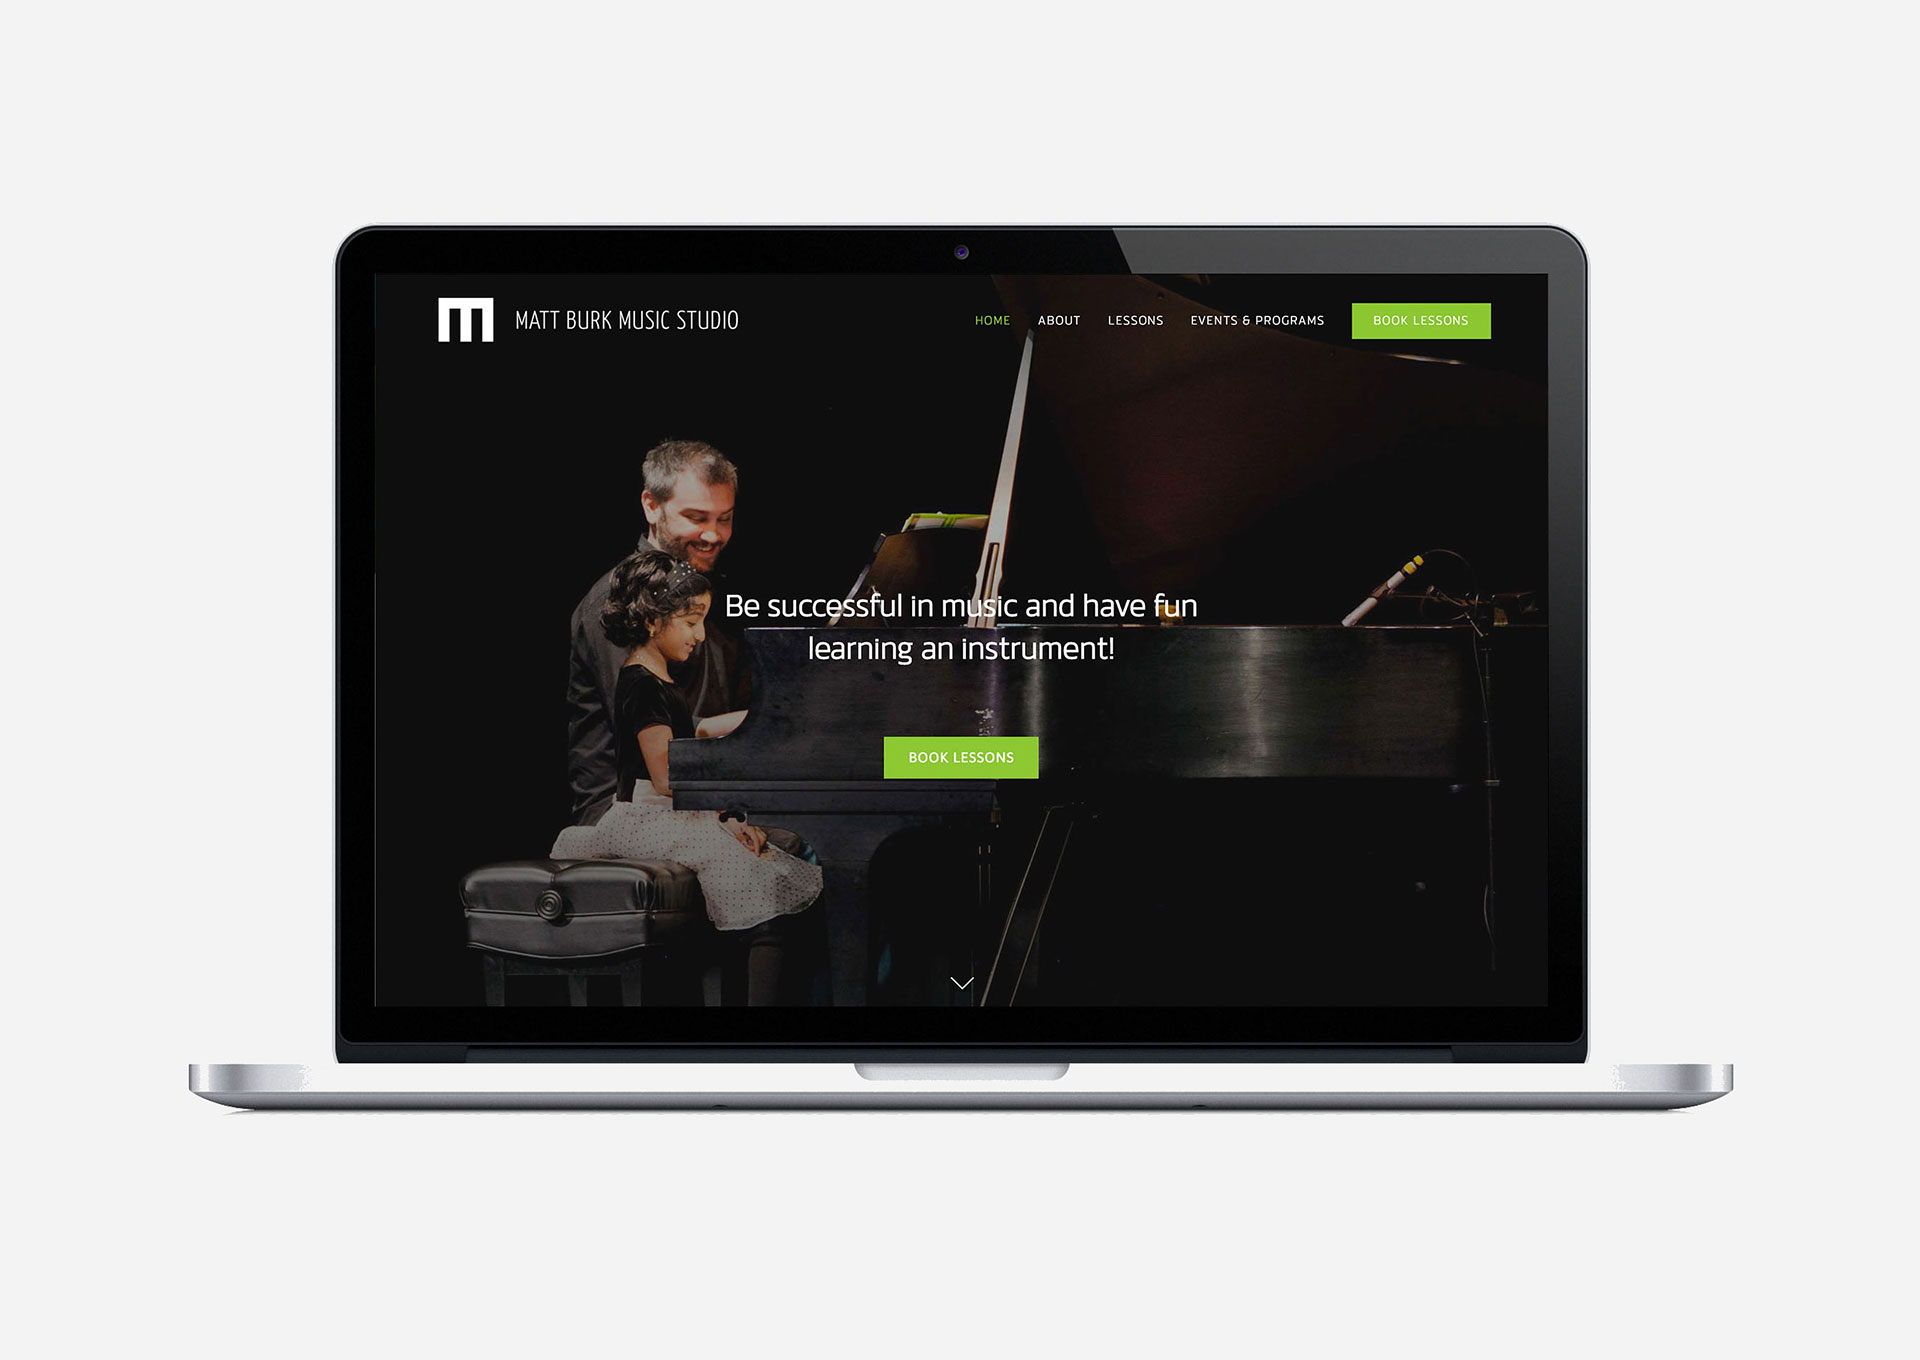 MATT BURK MUSIC STUDIO
HOME ABOUT LESSONS EVENTS & PROGRAMS BOOK LESSONS
Be successful in music and have fun
learning an instrument!
BOOK LESSONS